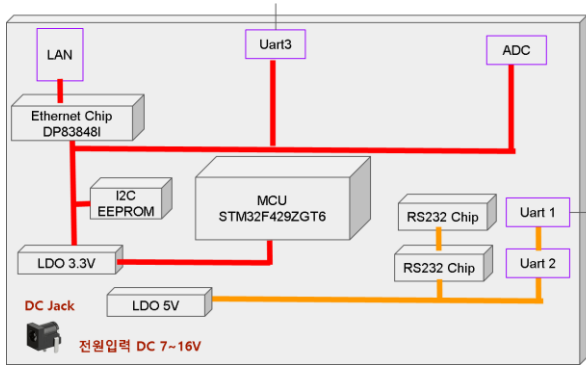 LAN
Uart3
ADC
Ethernet Chip
DP83848I
I2C
EEPROM
MCU
STM32F429ZGT6
RS232 Chip
Uart 1
LDO 3.3V
RS232 Chip
Uart 2
DC Jack
LDO 5V
전원입력 DC 7~16V